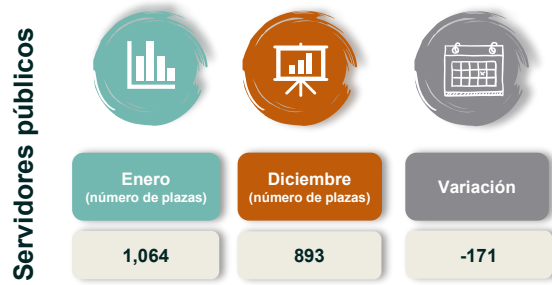 Servidores públicos
Enero
(número de plazas)
Diciembre
(número de plazas)
Variación
1,064
893
-171